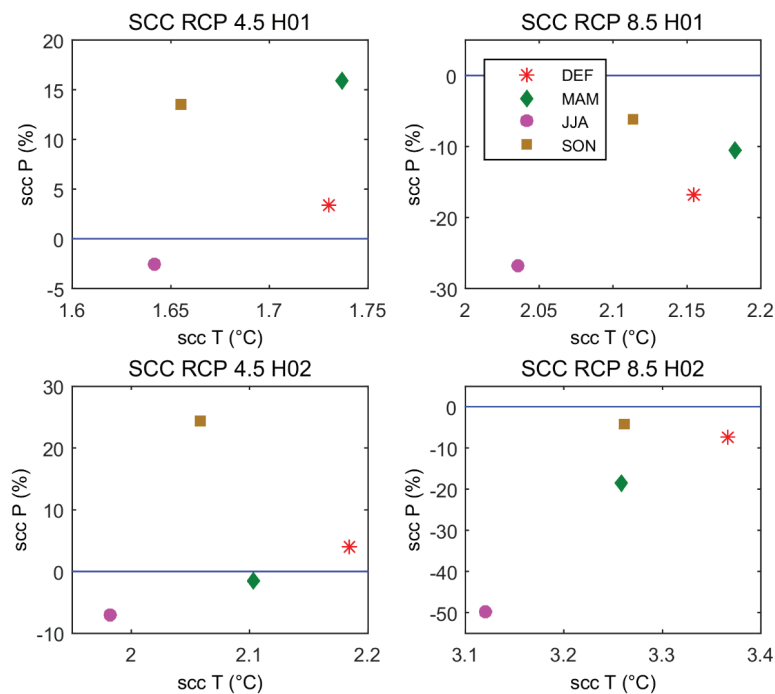 SCC RCP 4.5 H01
20
15
10
5
0
-5
1.6
1.65
1.7
1.75
scc P (%)
scc T (°C)
SCC RCP 8.5 H01
0
-10
-20
-30
2
2.05
2.1
2.15
2.2
scc P (%)
scc T (°C)
DEF
MAM
JJA
SON
SCC RCP 4.5 H02
30
20
10
0
-10
2
2.1
2.2
scc P (%)
scc T (°C)
SCC RCP 8.5 H02
0
-10
-20
-30
-40
-50
3.1
3.2
3.3
3.4
scc P (%)
scc T (°C)